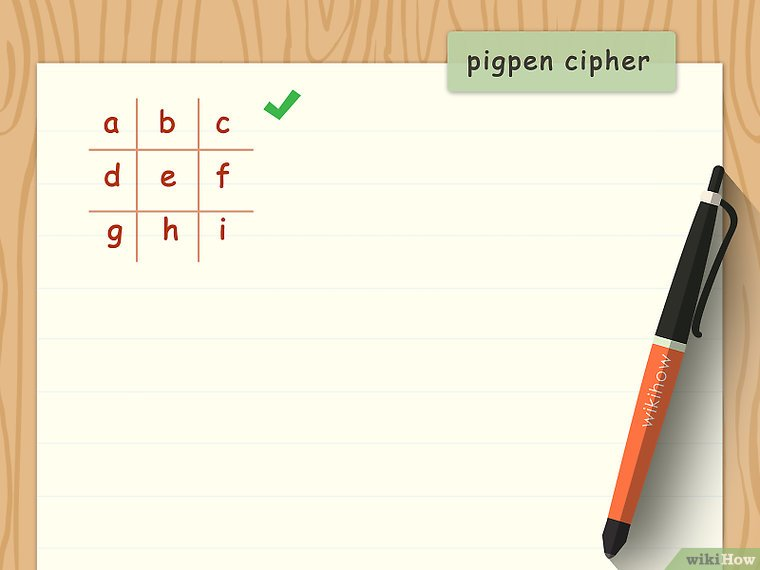 pigpen cipher
a b c
d e f
g h i
wikihow
wikiHow